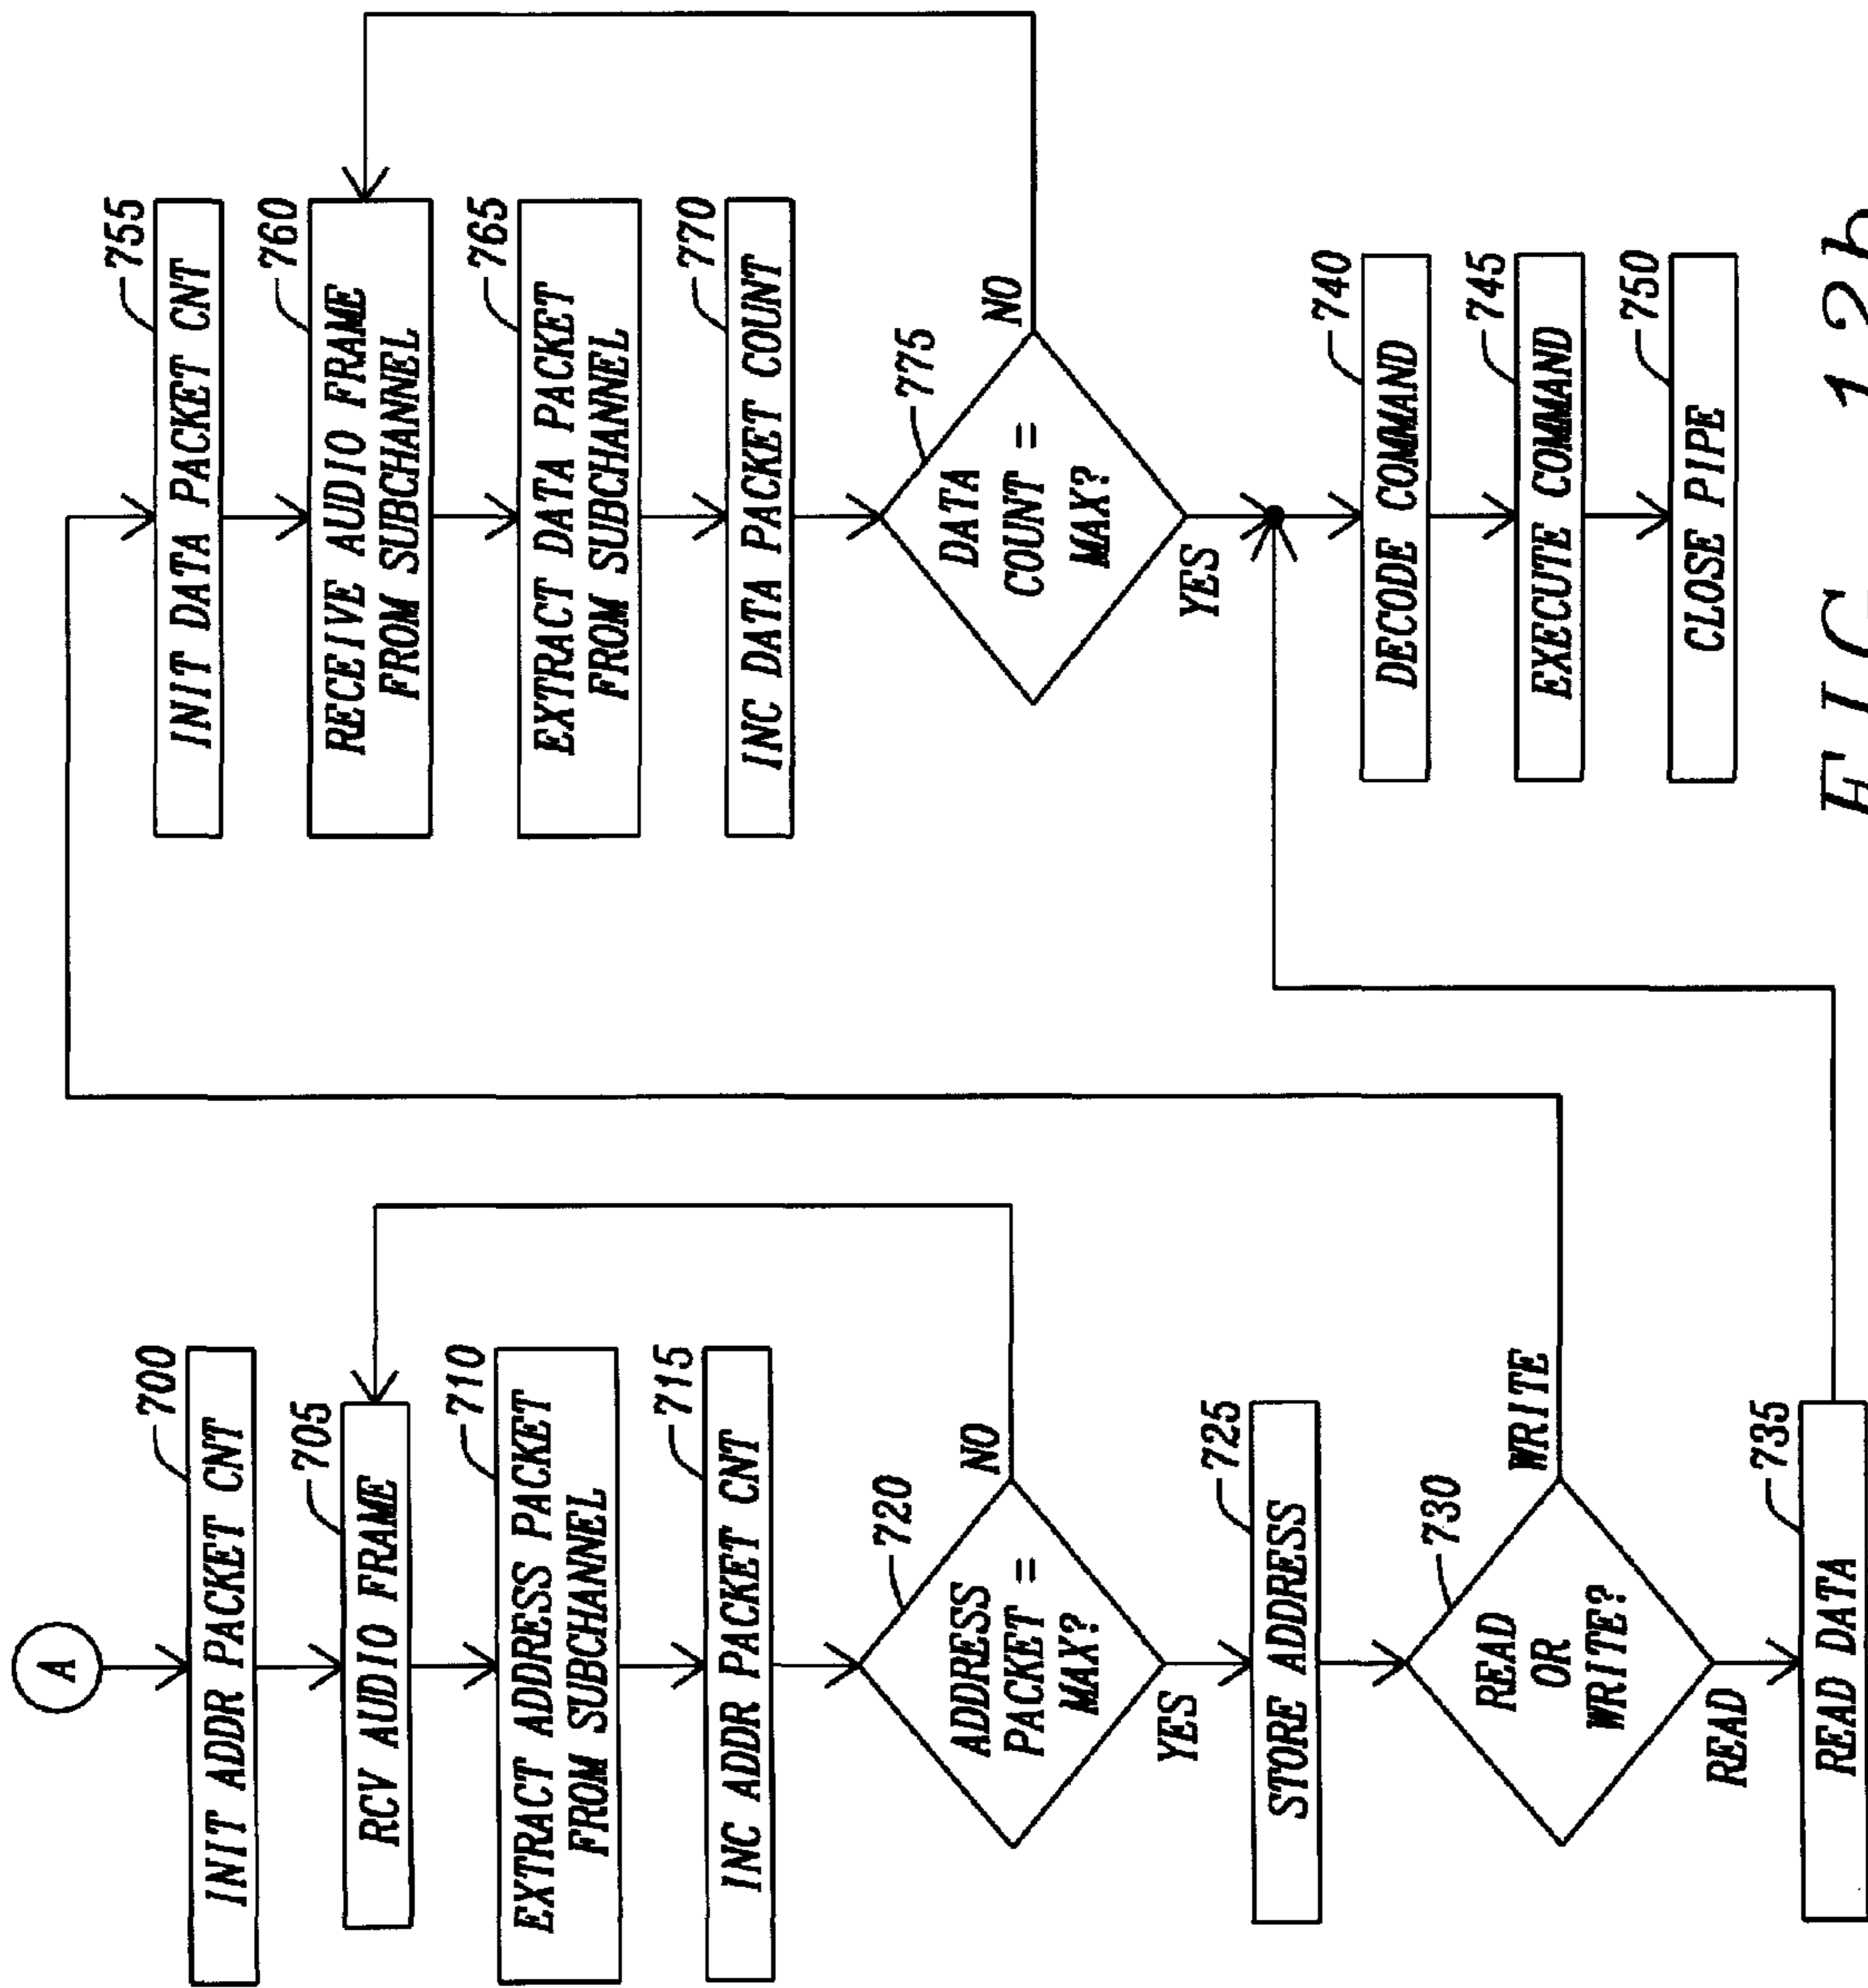 A
700
INIT ADDR PACKET CNT
705
RCV AUDIO FRAME
710
EXTRACT ADDRESS PACKET
FROM SUBCHANNEL
715
INC ADDR PACKET CNT
720
ADDRESS
PACKET =
MAX?
NO
YES
725
STORE ADDRESS
730
READ
OR
WRITE?
WRITE
READ
735
READ DATA
755
INIT DATA PACKET CNT
760
RECEIVE AUDIO FRAME
FROM SUBCHANNEL
765
EXTRACT DATA PACKET
FROM SUBCHANNEL
770
INC DATA PACKET COUNT
775
DATA
COUNT =
MAX?
NO
YES
740
DECODE COMMAND
745
EXECUTE COMMAND
750
CLOSE PIPE
FIG. 12b